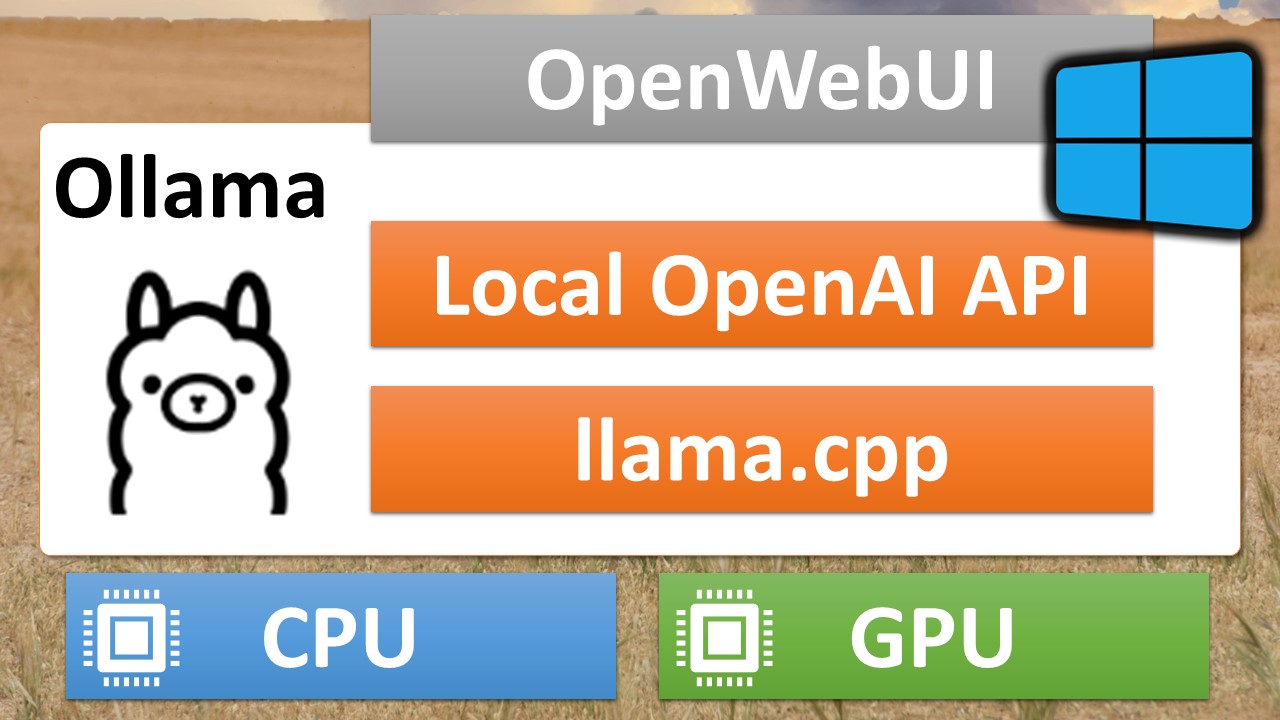 OpenWebUI
Ollama
Local OpenAI API
llama.cpp
CPU
GPU